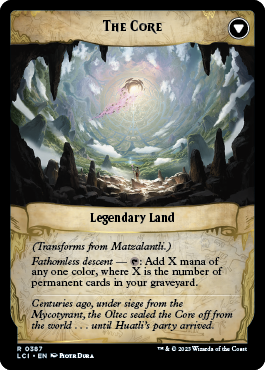 THE CORE
Legendary Land
(Transforms from Matzalantli.)
Fathomless descent — : Add X mana of
any one color, where X is the number of
permanent cards in your graveyard.
Centuries ago, under siege from the
Mycotyrant, the Oltec sealed the Core off from
the world . . . until Huatli's party arrived.
R 0387
LCI • EN PIOTR DURA
™ & © 2023 Wizards of the Coast